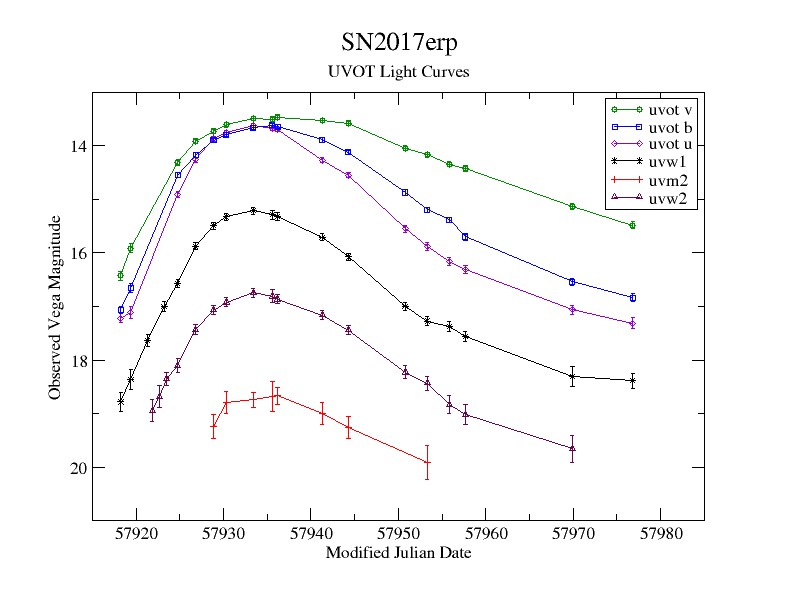 SN2017erp
UVOT Light Curves
uvot v
uvot b
uvot u
uvw1
uvm2
uvw2
14
16
18
20
Observed Vega Magnitude
57920 57930 57940 57950 57960 57970 57980
Modified Julian Date